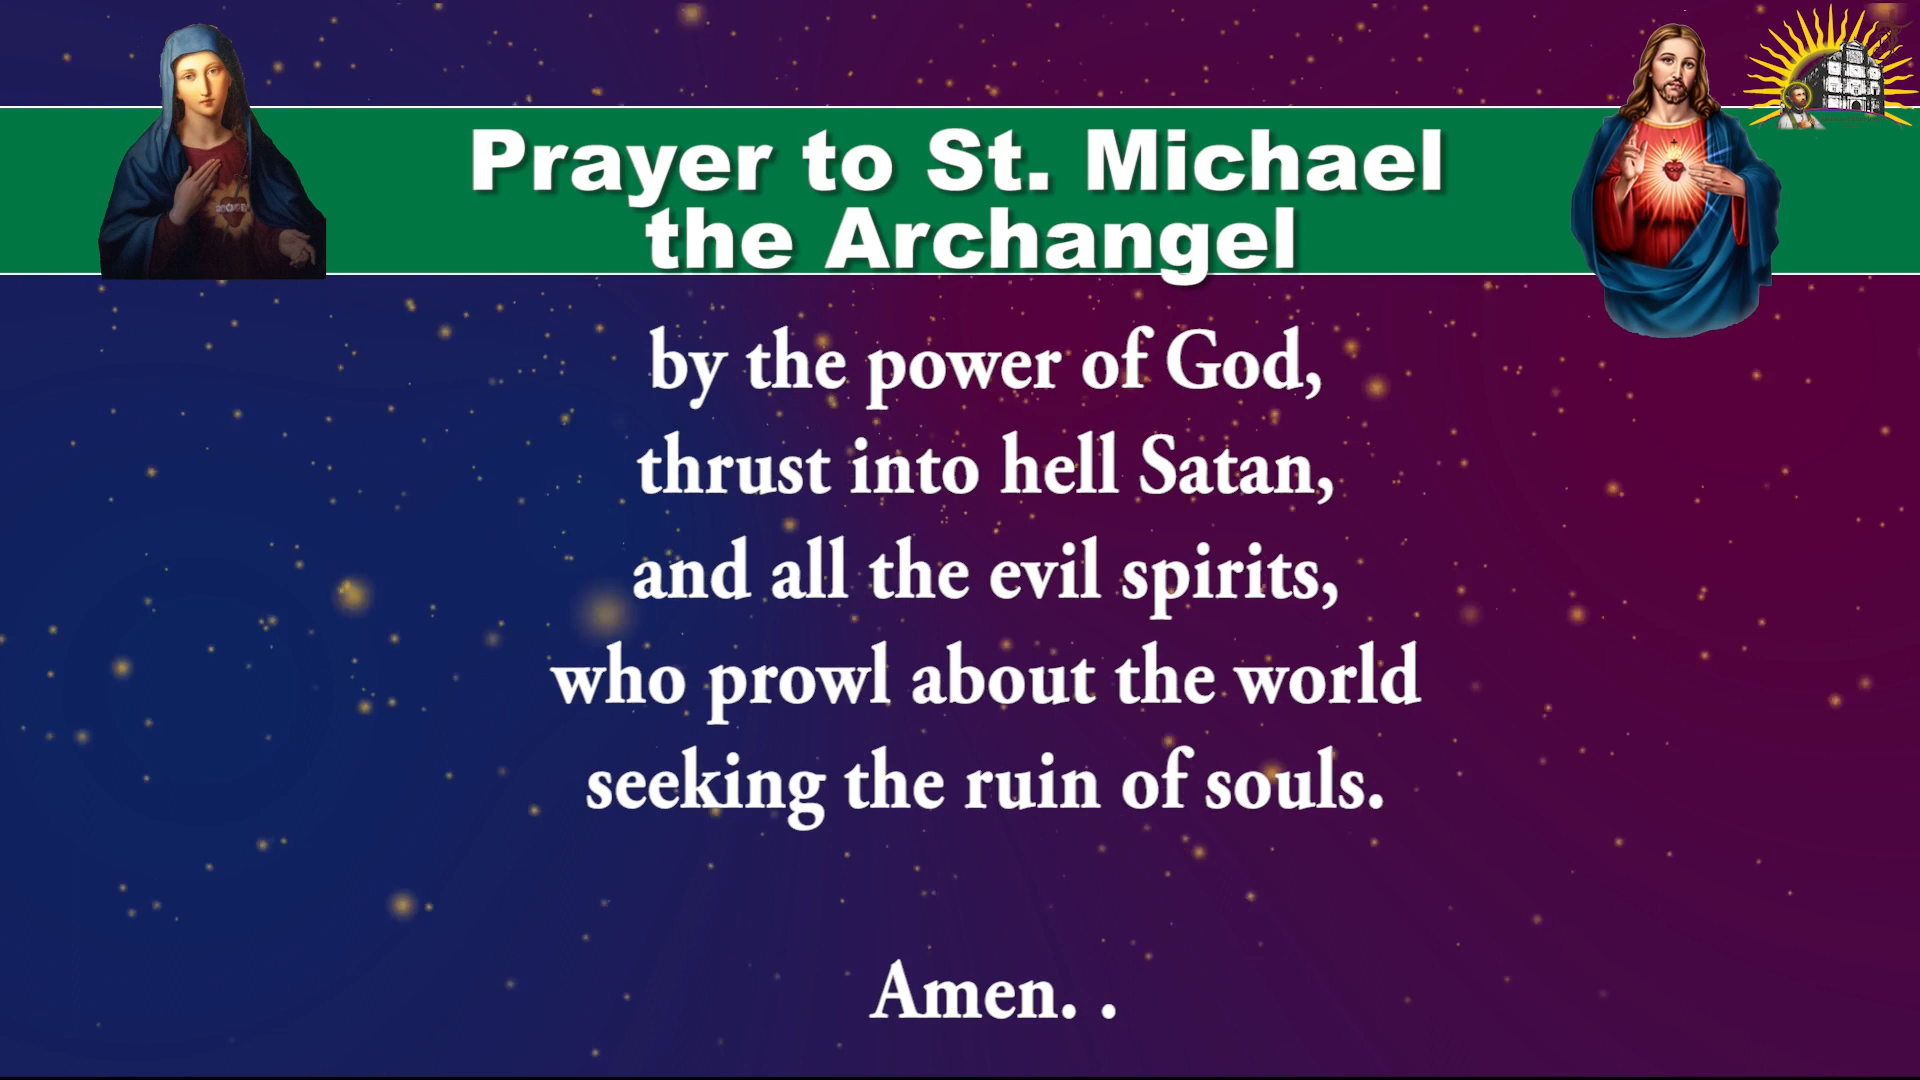 Prayer to St. Michael
the Archangel
by the power of God,
thrust into hell Satan,
and all the evil spirits,
who prowl about the world
seeking the ruin of souls.
Amen. .